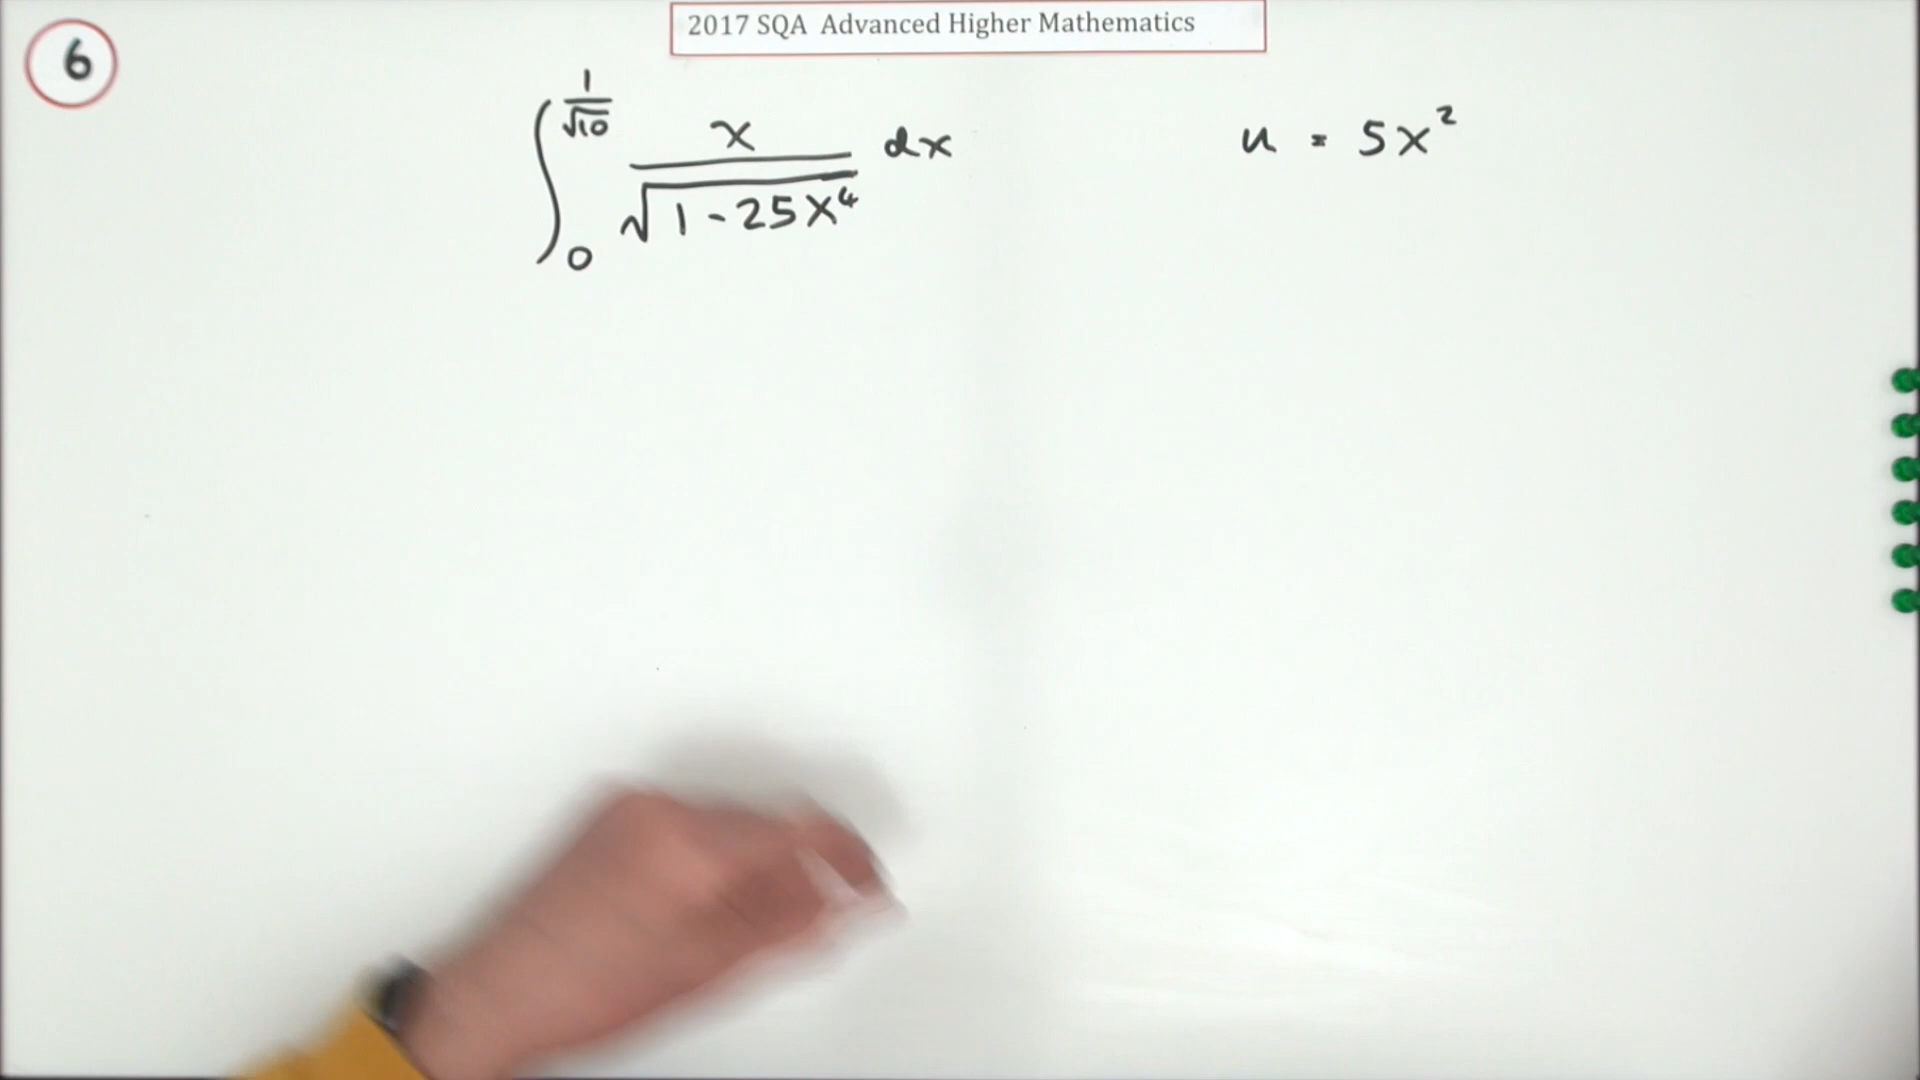 2017 SQA Advanced Higher Mathematics
6
∫₀^(1/√10) x/√(1-25x⁴) dx
u = 5x²